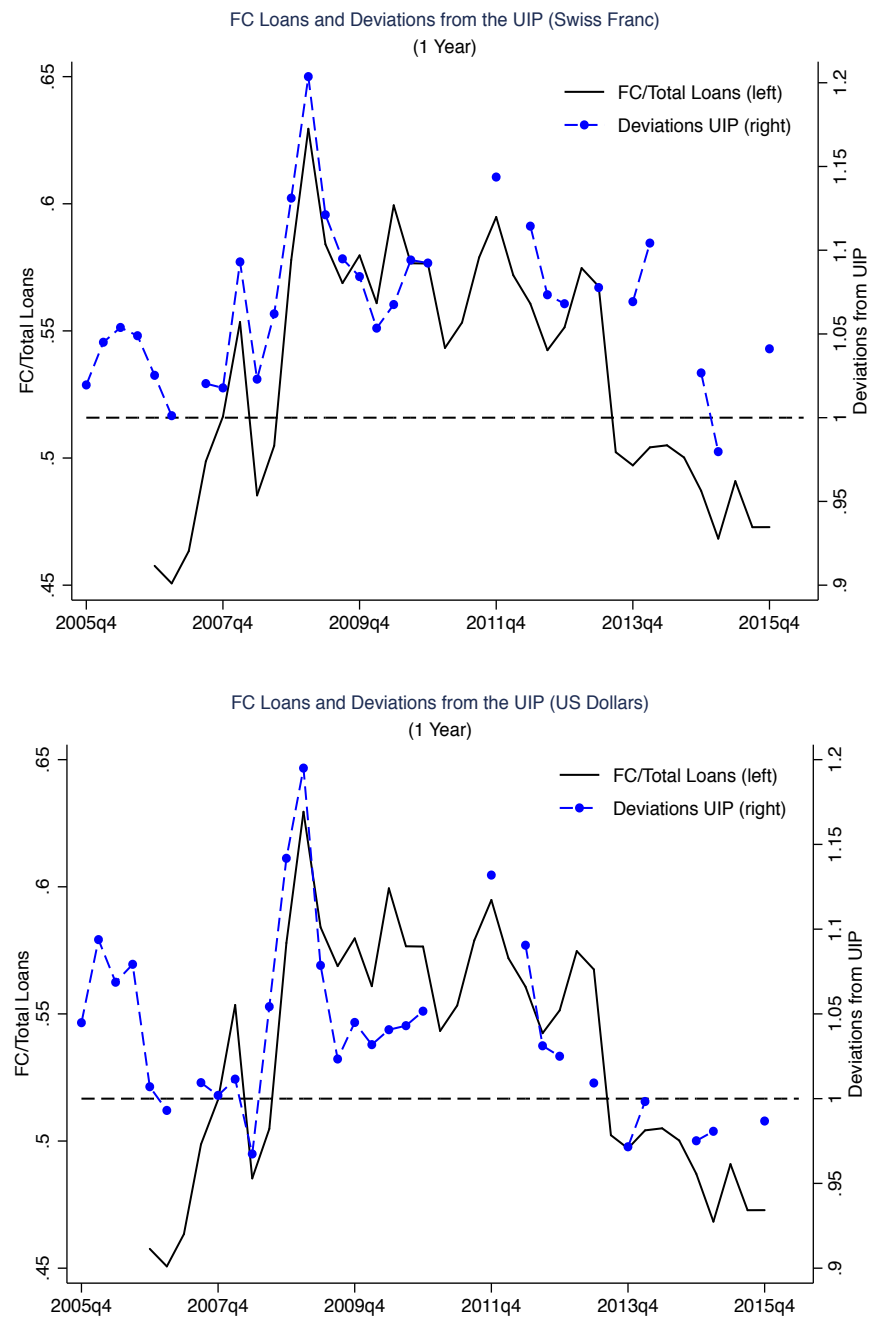 FC Loans and Deviations from the UIP (Swiss Franc)
(1 Year)
FC/Total Loans (left)
Deviations UIP (right)
FC/Total Loans
.45
.5
.55
.6
.65
Deviations from UIP
.9
.95
1
1.05
1.1
1.15
1.2
2005q4
2007q4
2009q4
2011q4
2013q4
2015q4
FC Loans and Deviations from the UIP (US Dollars)
(1 Year)
FC/Total Loans (left)
Deviations UIP (right)
FC/Total Loans
.45
.5
.55
.6
.65
Deviations from UIP
.9
.95
1
1.05
1.1
1.15
1.2
2005q4
2007q4
2009q4
2011q4
2013q4
2015q4